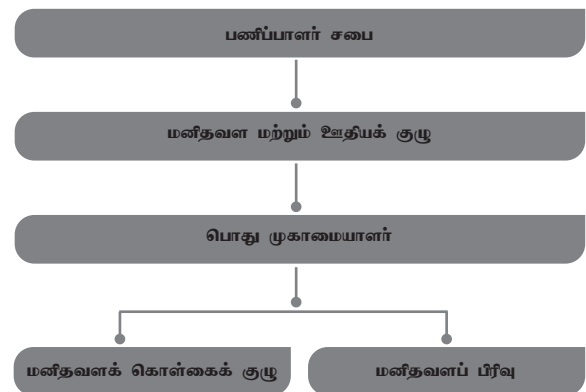 பணிப்பாளர் சபை
மனிதவள மற்றும் ஊதியக் குழு
பொது முகாமையாளர்
மனிதவளக் கொள்கைக் குழு
மனிதவளப் பிரிவு